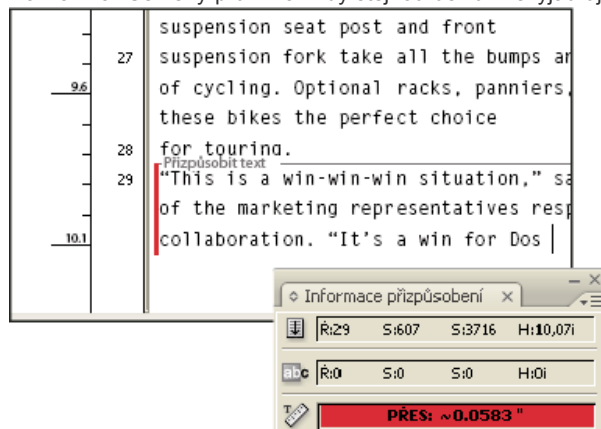 suspension seat post and front
27 suspension fork take all the bumps
9.6 of cycling. Optional racks, panniers,
these bikes the perfect choice
28 for touring.
Přizpůsobit text
29 “This is a win-win-win situation,”
of the marketing representatives
10.1 collaboration. “It’s a win for Dos
Informace přizpůsobení
Ř:29 S:607 S:3716 H:10,07i
abc Ř:0 S:0 S:0 H:0i
PŘES: ~0.0583 "